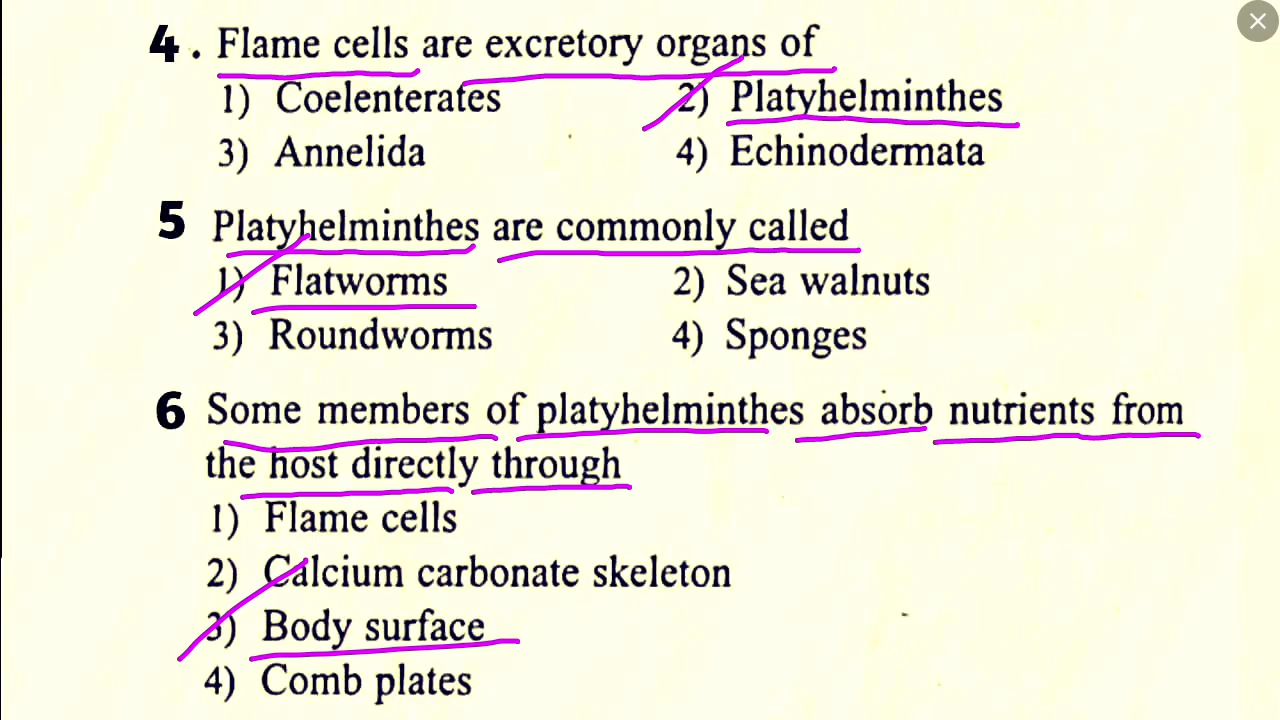 4. Flame cells are excretory organs of
1) Coelenterates 2) Platyhelminthes
3) Annelida 4) Echinodermata
5 Platyhelminthes are commonly called
1) Flatworms 2) Sea walnuts
3) Roundworms 4) Sponges
6 Some members of platyhelminthes absorb nutrients from
the host directly through
1) Flame cells
2) Calcium carbonate skeleton
3) Body surface
4) Comb plates